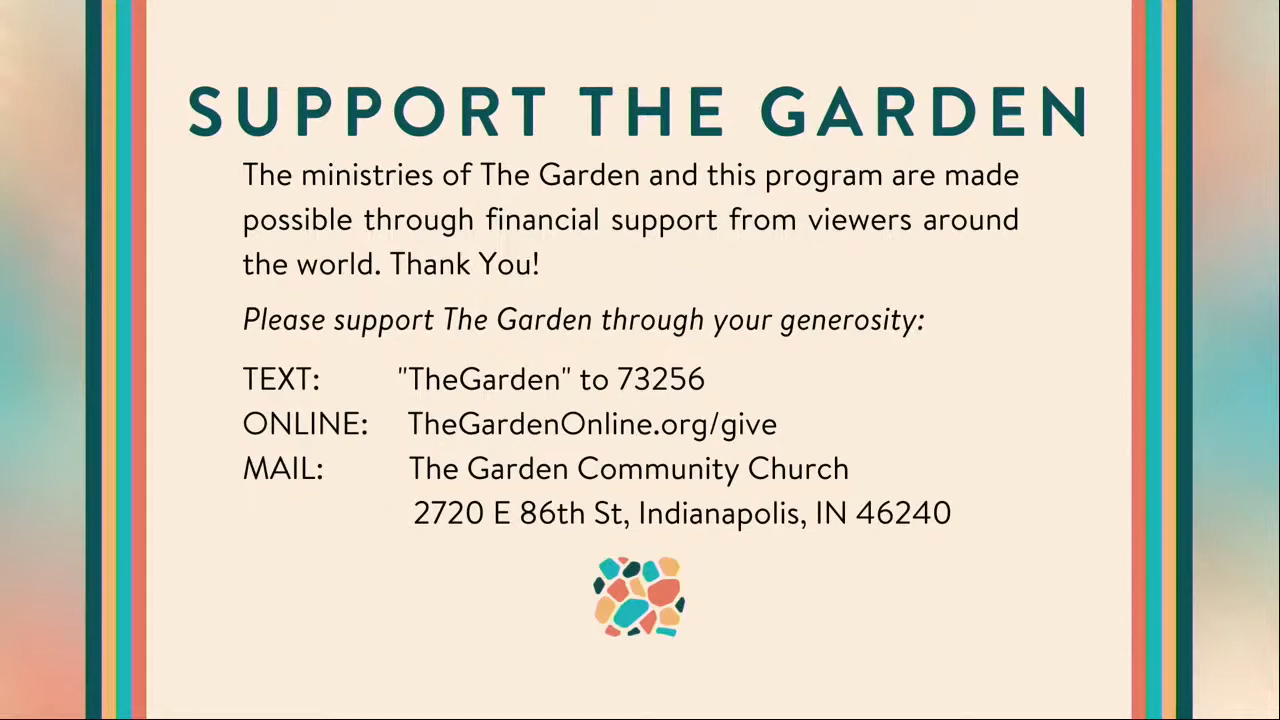 SUPPORT THE GARDEN
The ministries of The Garden and this program are made
possible through financial support from viewers around
the world. Thank You!
Please support The Garden through your generosity:
TEXT: "TheGarden" to 73256
ONLINE: TheGardenOnline.org/give
MAIL: The Garden Community Church
2720 E 86th St, Indianapolis, IN 46240